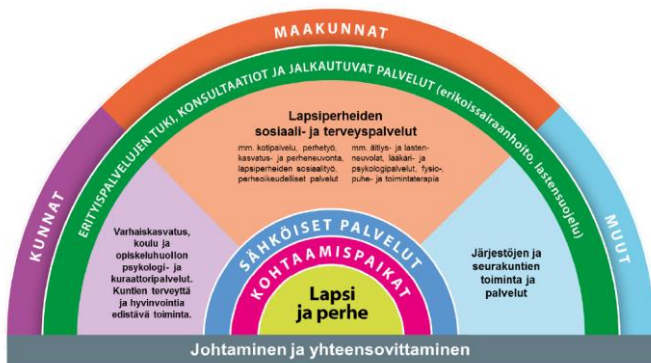 MAAKUNNAT
KUNNAT
MUUT
ERITYISPALVELUJEN TUKI, KONSULTAATIOT JA JALKAUTUVAT PALVELUT (erikoissairaanhoito, lastensuojelu)
Lapsiperheiden
sosiaali- ja terveyspalvelut
mm. kotipalvelu, perhetyö,
kasvatus- ja perheneuvonta,
lapsiperheiden sosiaalityö,
perheoikeudelliset palvelut
mm. äitiys- ja lasten-
neuvolat, lääkäri- ja
psykologipalvelut, fysio-,
puhe- ja toimintaterapia
Varhaiskasvatus,
koulu ja
opiskeluhuollon
psykologi- ja
kuraattoripalvelut.
Kuntien terveyttä
ja hyvinvointia
edistävä toiminta.
SÄHKÖISET PALVELUT
KOHTAAMISPAIKAT
Lapsi
ja perhe
Järjestöjen ja
seurakuntien
toiminta ja
palvelut
Johtaminen ja yhteensovittaminen